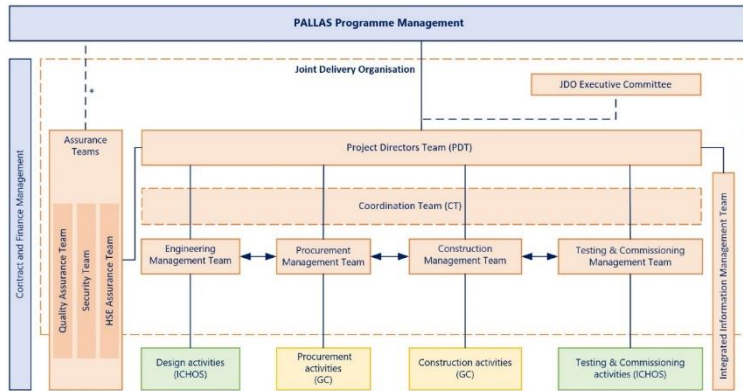 PALLAS Programme Management
Contract and Finance Management
Joint Delivery Organisation
*
JDO Executive Committee
Assurance
Teams
Project Directors Team (PDT)
Coordination Team (CT)
Quality Assurance Team
Security Team
HSE Assurance Team
Engineering
Management Team
Procurement
Management Team
Construction
Management Team
Testing & Commissioning
Management Team
Integrated Information Management Team
Design activities
(ICHOS)
Procurement
activities
(GC)
Construction activities
(GC)
Testing & Commissioning
activities (ICHOS)